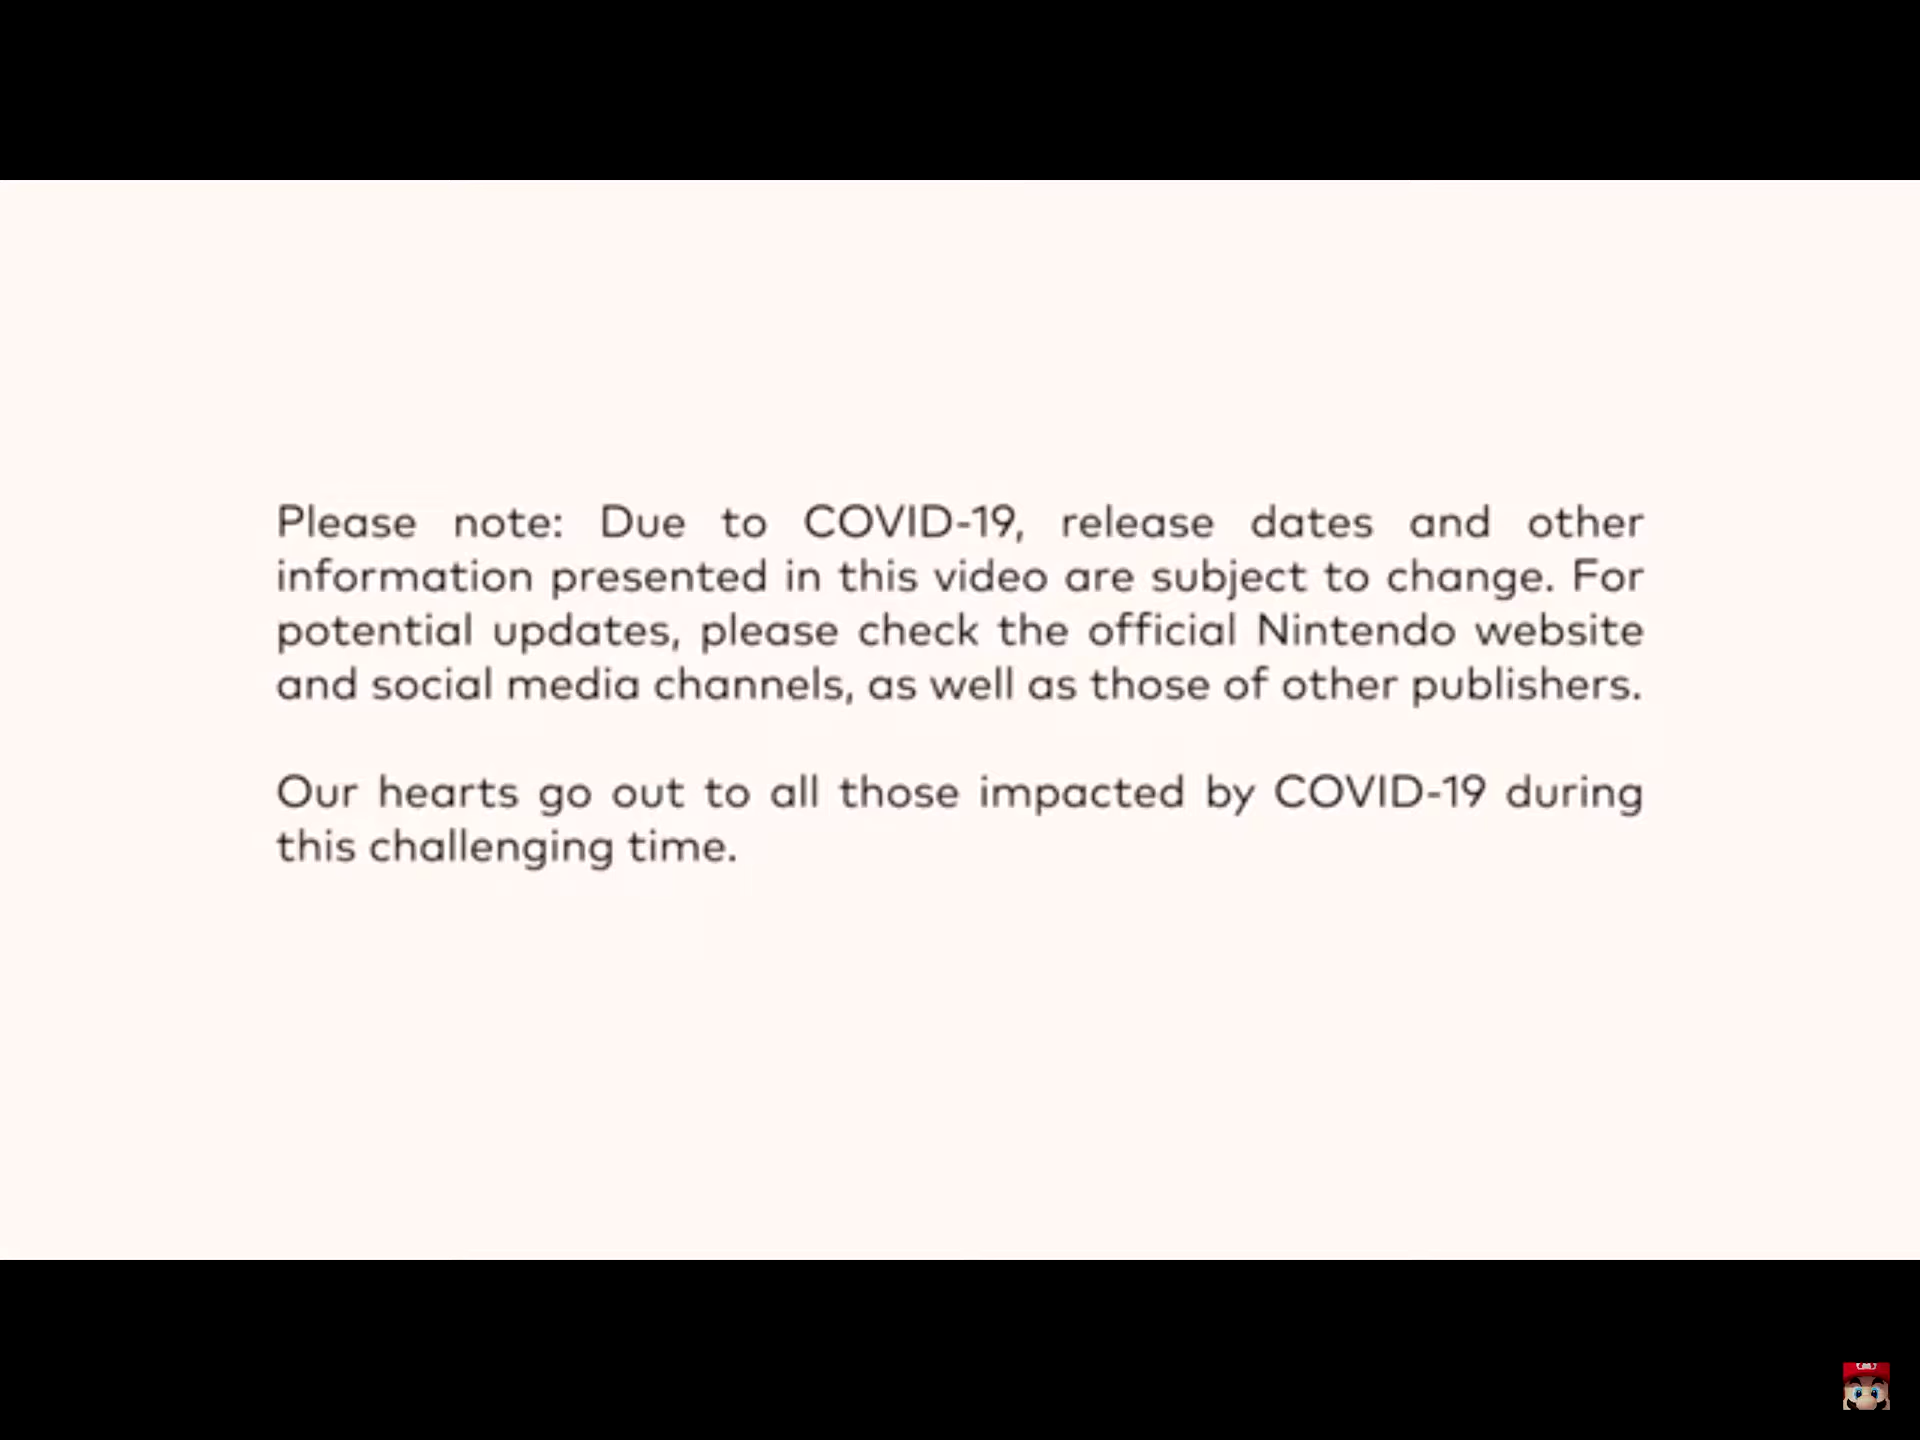 Please note: Due to COVID-19, release dates and other
information presented in this video are subject to change. For
potential updates, please check the official Nintendo website
and social media channels, as well as those of other publishers.
Our hearts go out to all those impacted by COVID-19 during
this challenging time.